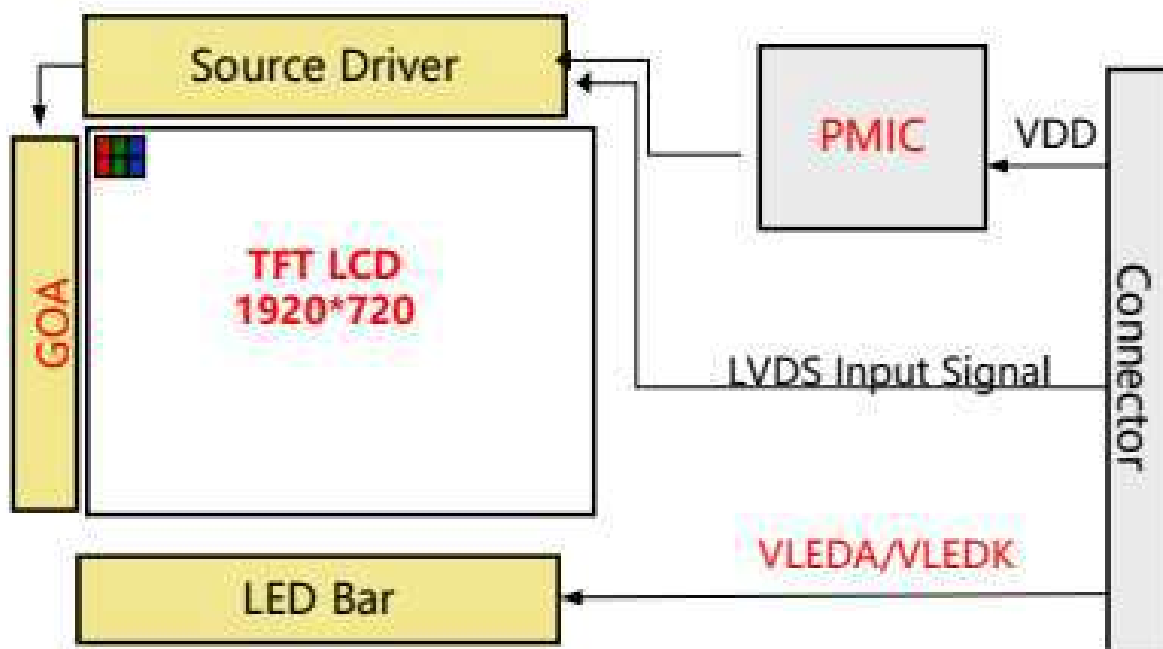 Source Driver
PMIC
VDD
GOA
TFT LCD
1920*720
Connector
LVDS Input Signal
VLEDA/VLEDK
LED Bar